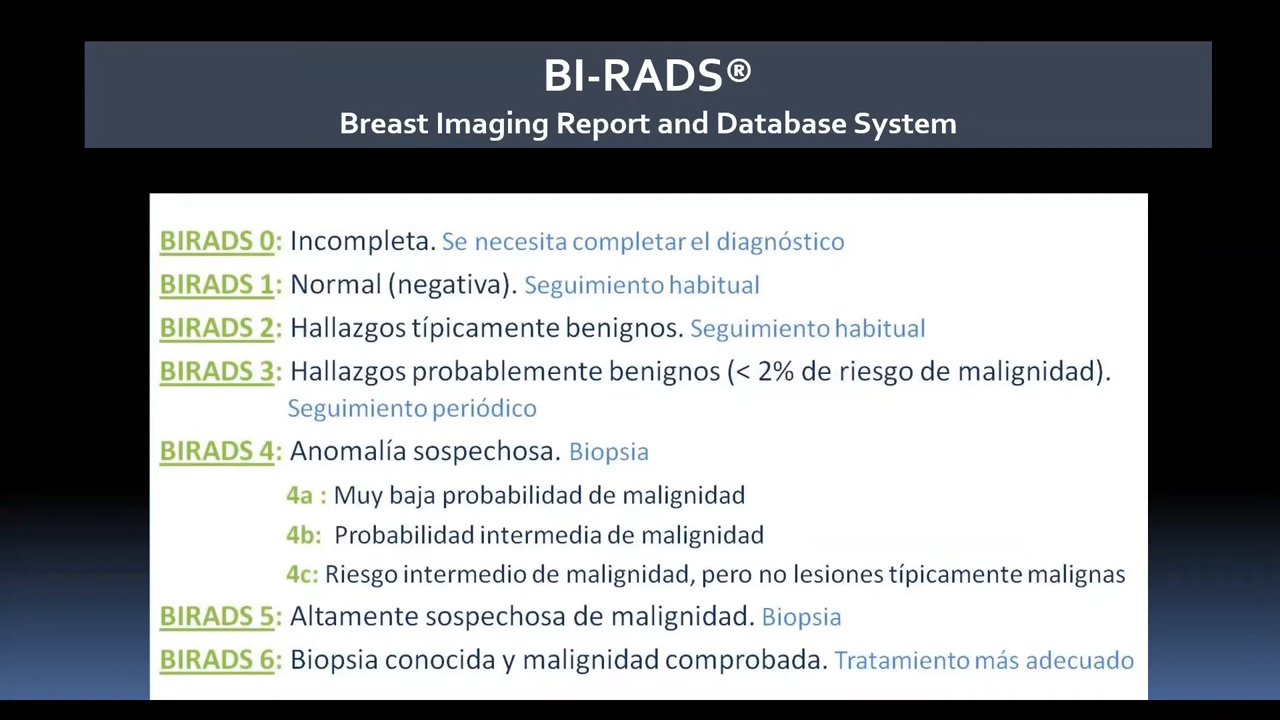 BI-RADS®
Breast Imaging Report and Database System
BIRADS 0: Incompleta. Se necesita completar el diagnóstico
BIRADS 1: Normal (negativa). Seguimiento habitual
BIRADS 2: Hallazgos típicamente benignos. Seguimiento habitual
BIRADS 3: Hallazgos probablemente benignos (< 2% de riesgo de malignidad).
Seguimiento periódico
BIRADS 4: Anomalía sospechosa. Biopsia
4a : Muy baja probabilidad de malignidad
4b: Probabilidad intermedia de malignidad
4c: Riesgo intermedio de malignidad, pero no lesiones típicamente malignas
BIRADS 5: Altamente sospechosa de malignidad. Biopsia
BIRADS 6: Biopsia conocida y malignidad comprobada. Tratamiento más adecuado